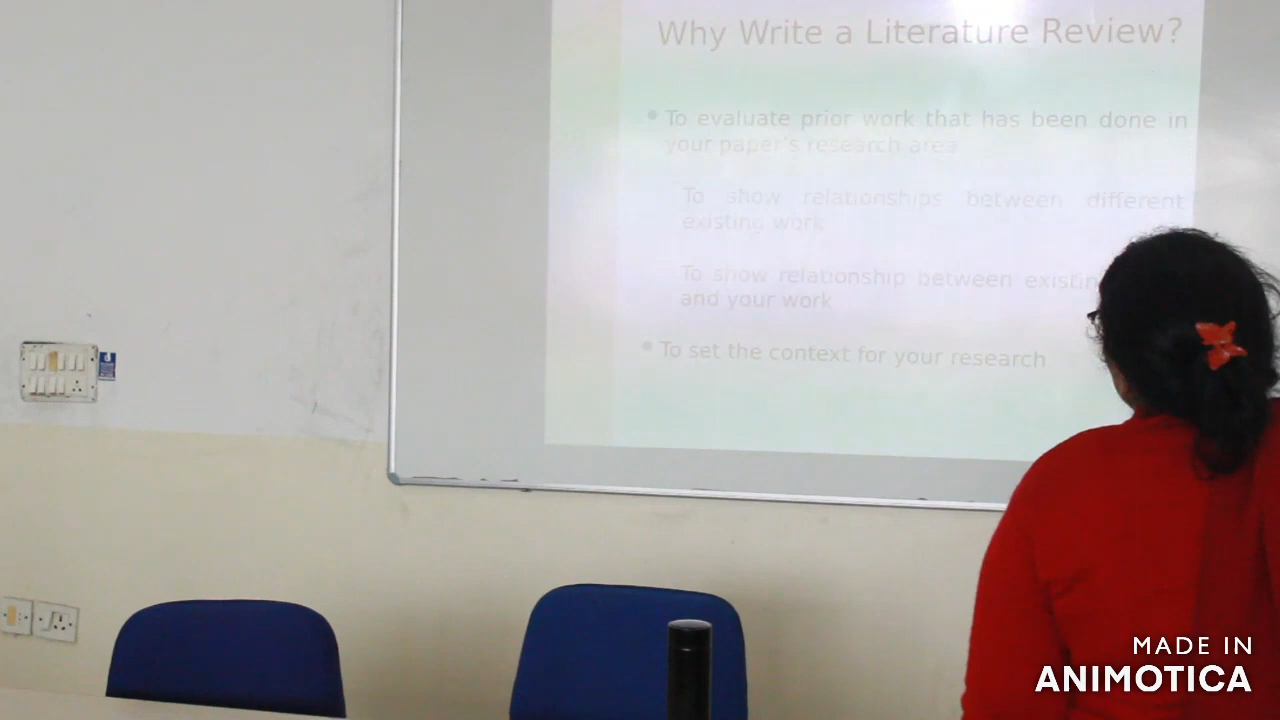 Why Write a Literature Review?
To evaluate prior work that has been done in
your paper's research area
To show relationships between different
existing work
To show relationship between
and your work
To set the context for your research
MADE IN
ANIMOTICA